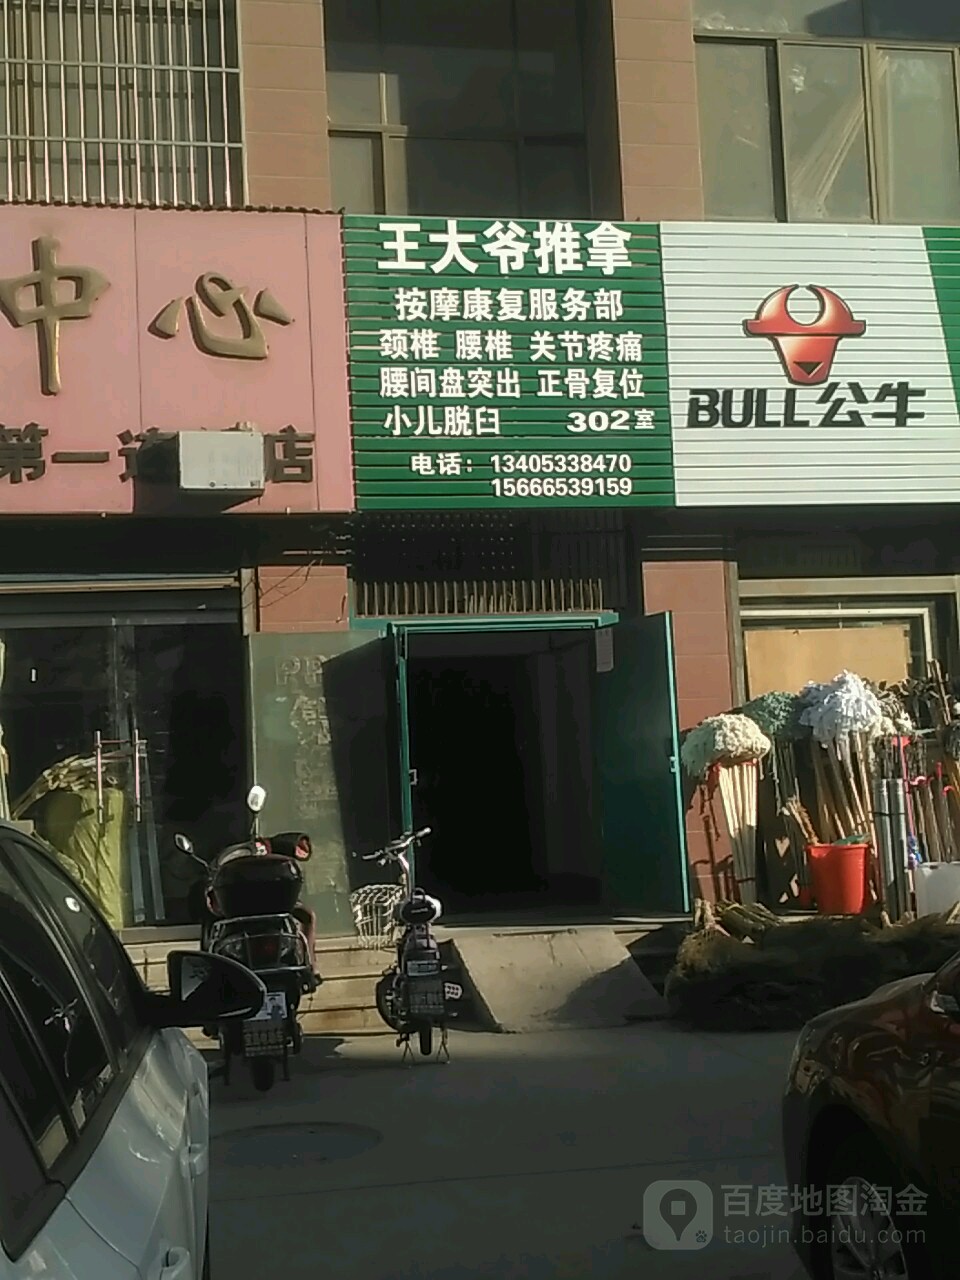 中心
第一连 店
王大爷推拿
按摩康复服务部
颈椎 腰椎 关节疼痛
腰间盘突出 正骨复位
小儿脱臼 302室
电话：13405338470
15666539159
BULL公牛
百度地图淘金
taojin.baidu.com